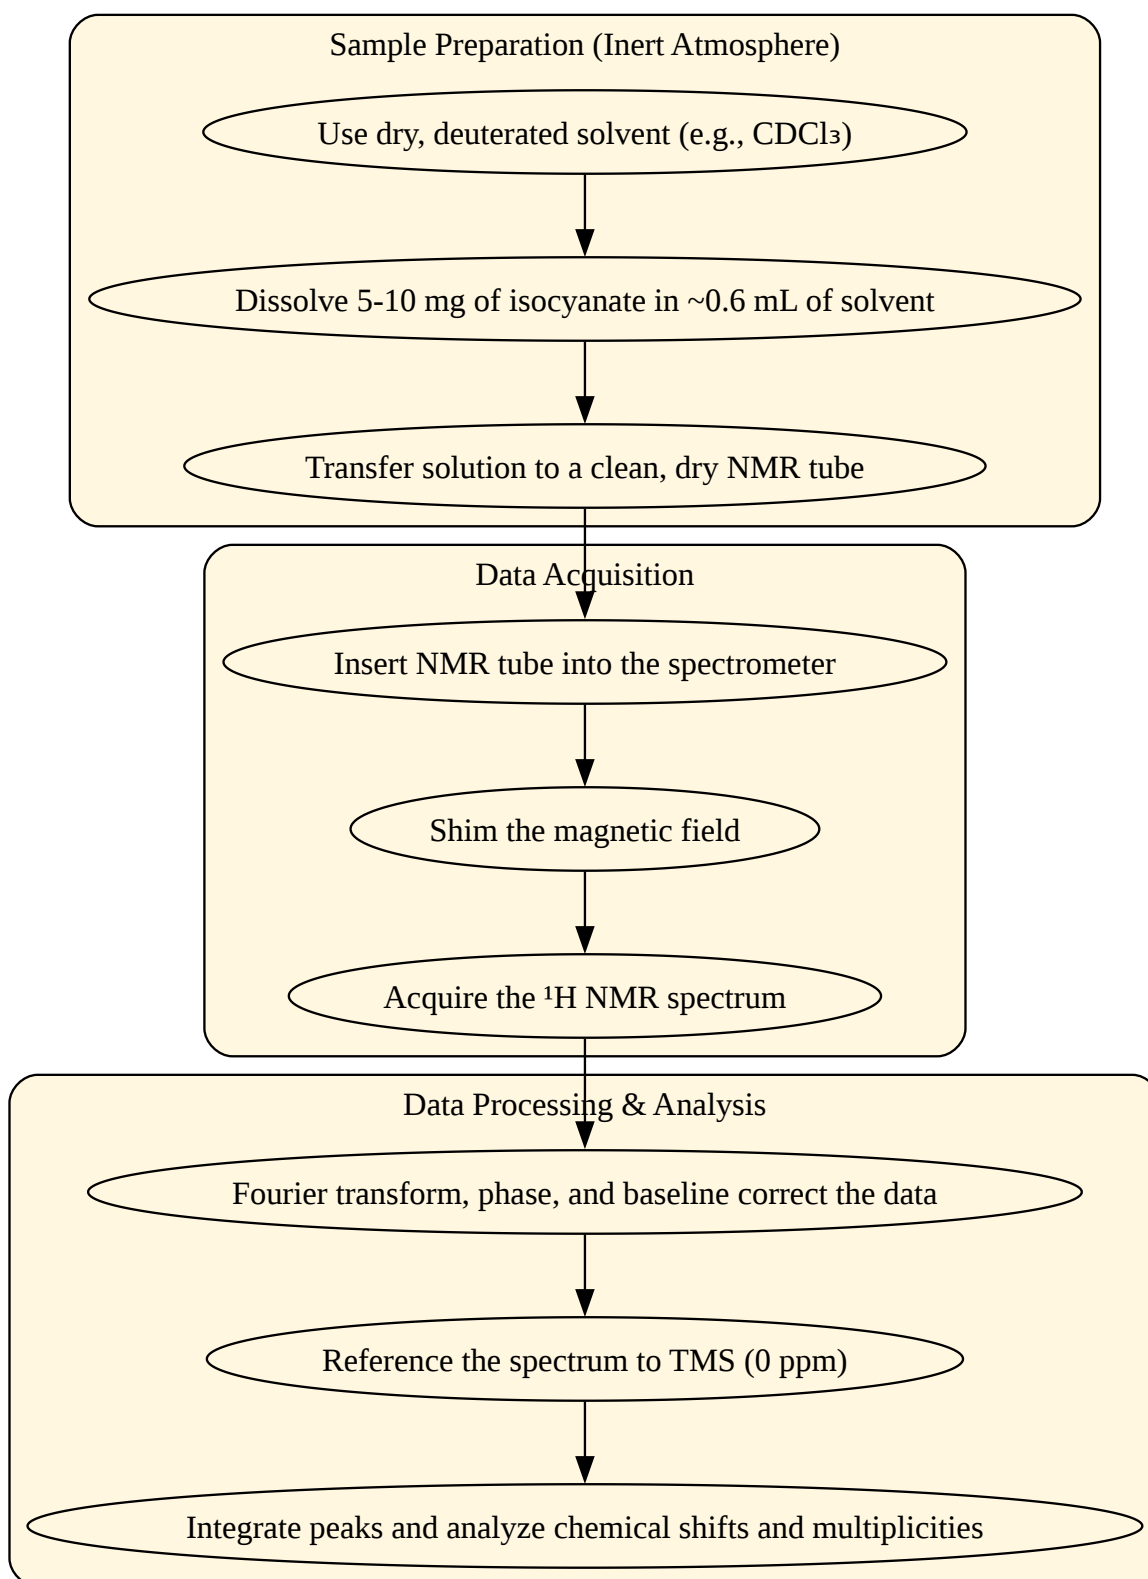 Sample Preparation (Inert Atmosphere)
Use dry, deuterated solvent (e.g., CDCl₃)
Dissolve 5-10 mg of isocyanate in ~0.6 mL of solvent
Transfer solution to a clean, dry NMR tube
Data Acquisition
Insert NMR tube into the spectrometer
Shim the magnetic field
Acquire the ¹H NMR spectrum
Data Processing & Analysis
Fourier transform, phase, and baseline correct the data
Reference the spectrum to TMS (0 ppm)
Integrate peaks and analyze chemical shifts and multiplicities